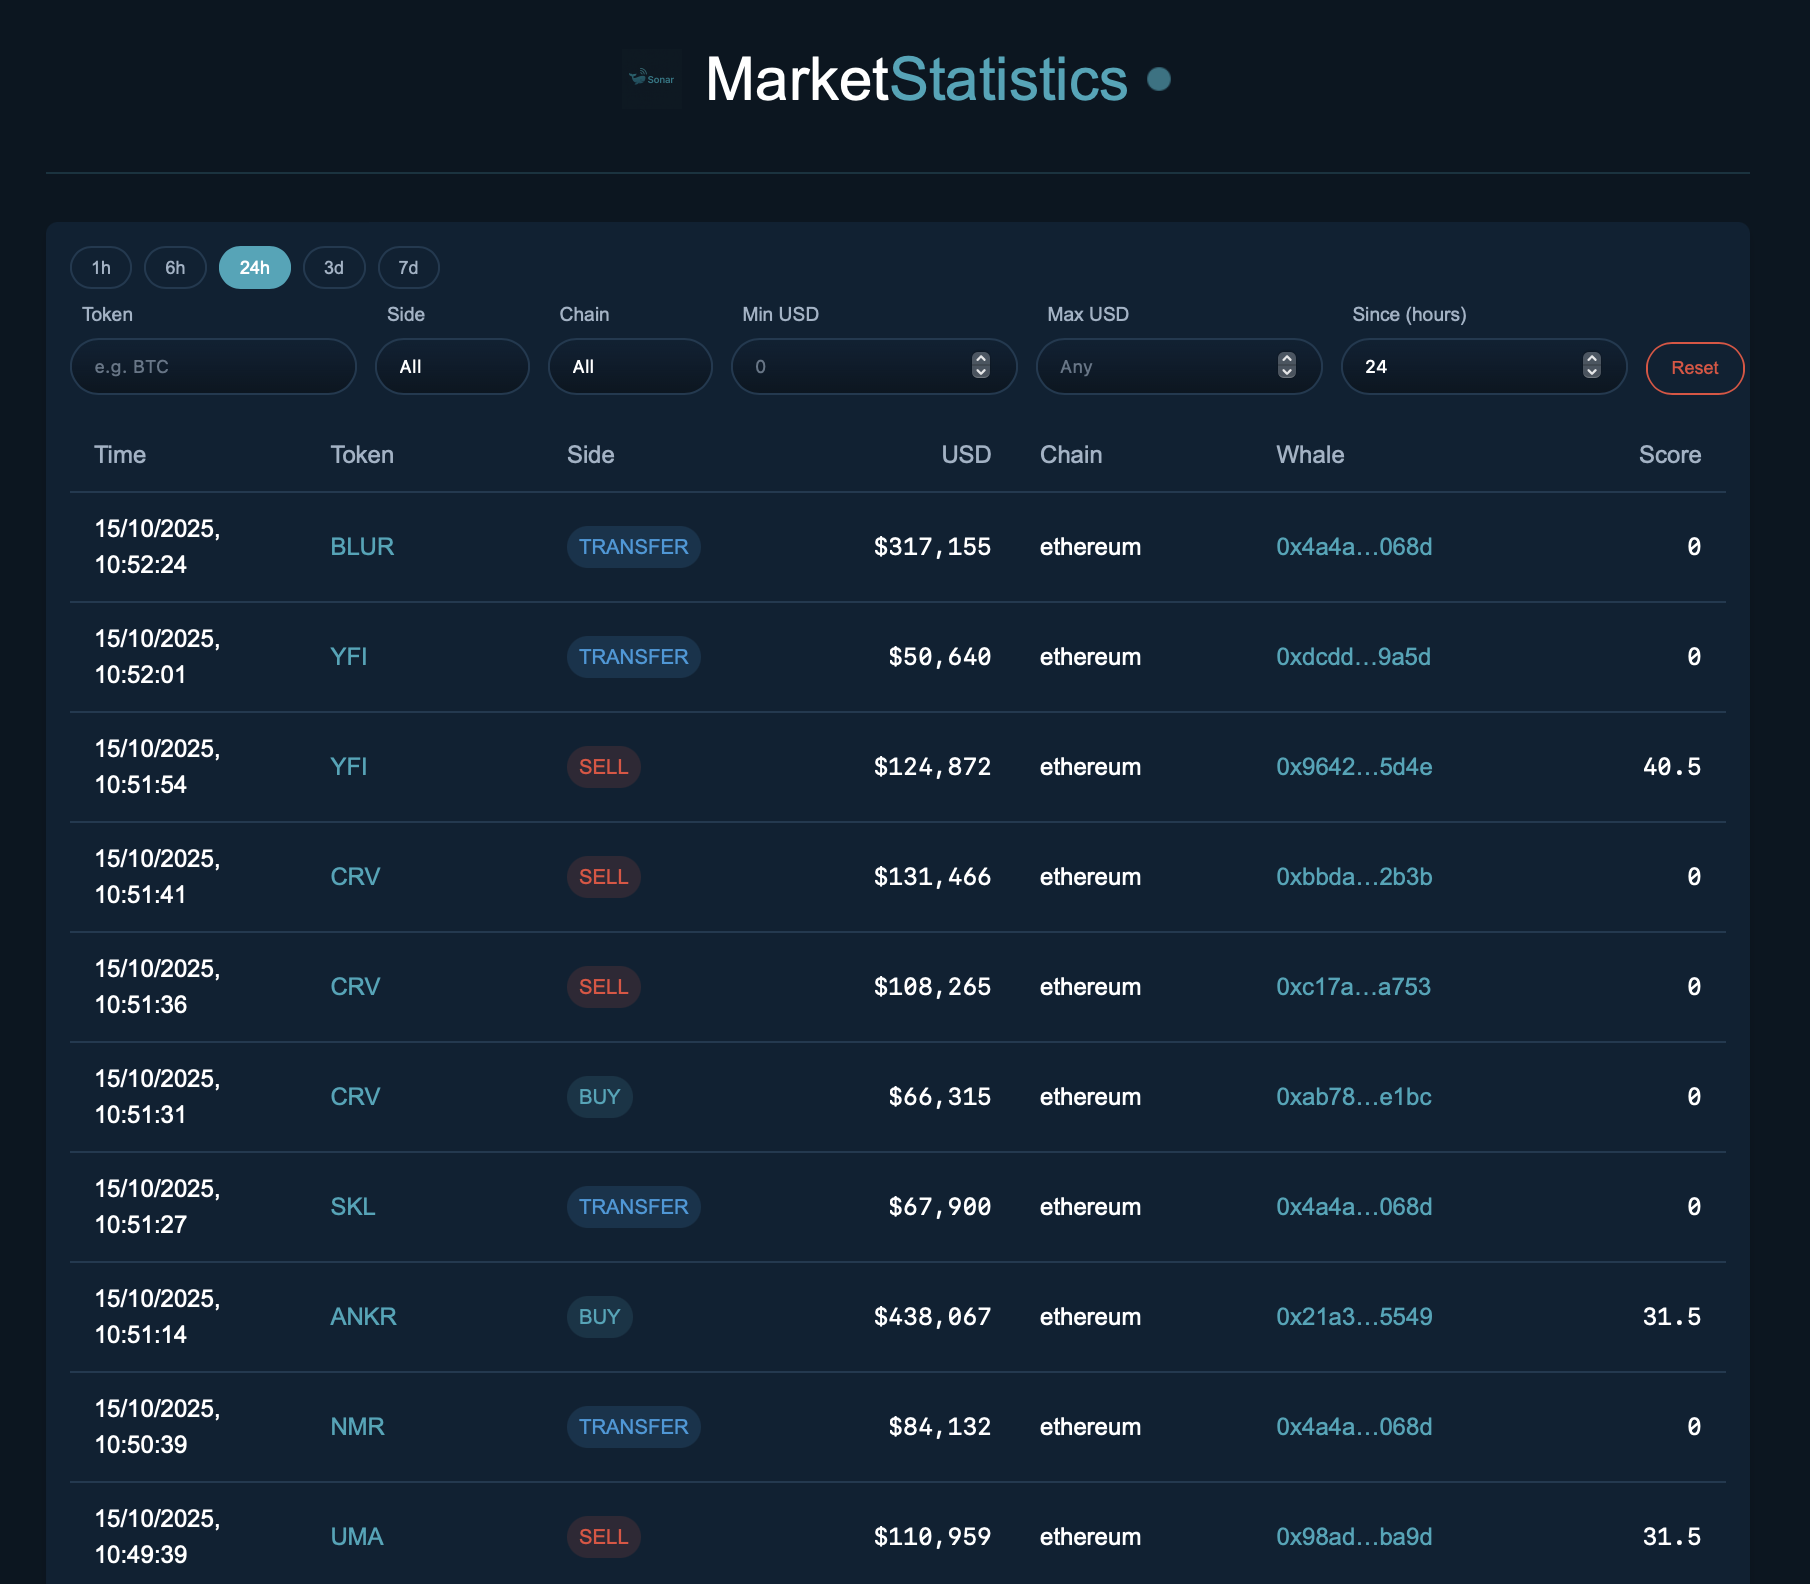 Sonar
MarketStatistics
1h 6h 24h 3d 7d
Token Side Chain Min USD Max USD Since (hours)
e.g. BTC All All 0 Any 24 Reset
Time Token Side USD Chain Whale Score
15/10/2025,
10:52:24 BLUR TRANSFER $317,155 ethereum 0x4a4a…068d 0
15/10/2025,
10:52:01 YFI TRANSFER $50,640 ethereum 0xdcdd…9a5d 0
15/10/2025,
10:51:54 YFI SELL $124,872 ethereum 0x9642…5d4e 40.5
15/10/2025,
10:51:41 CRV SELL $131,466 ethereum 0xbbda…2b3b 0
15/10/2025,
10:51:36 CRV SELL $108,265 ethereum 0xc17a…a753 0
15/10/2025,
10:51:31 CRV BUY $66,315 ethereum 0xab78…e1bc 0
15/10/2025,
10:51:27 SKL TRANSFER $67,900 ethereum 0x4a4a…068d 0
15/10/2025,
10:51:14 ANKR BUY $438,067 ethereum 0x21a3…5549 31.5
15/10/2025,
10:50:39 NMR TRANSFER $84,132 ethereum 0x4a4a…068d 0
15/10/2025,
10:49:39 UMA SELL $110,959 ethereum 0x98ad…ba9d 31.5